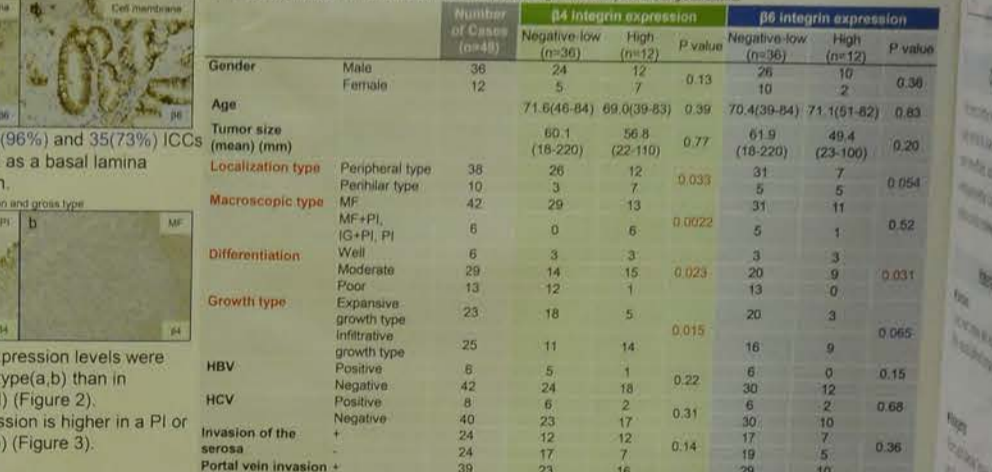 Cell membrane
β6
(96%) and 35(73%) ICCs
as a basal lamina
n and gross type
PI
b
MF
β4
β4
pression levels were
type(a,b) than in
(Figure 2).
ssion is higher in a PI or
(Figure 3).
Number of Cases (n=48)
β4 integrin expression
β6 integrin expression
Negative-low (n=36) High (n=12) P value Negative-low (n=36) High (n=12) P value
Gender Male 36 24 12 0.13 26 10 0.36
Female 12 5 7 10 2
Age 71.6(46-84) 69.0(39-83) 0.39 70.4(39-84) 71.1(51-82) 0.83
Tumor size (mean) (mm) 60.1 (18-220) 56.8 (22-110) 0.77 61.9 (18-220) 49.4 (23-100) 0.20
Localization type Peripheral type 38 26 12 0.033 31 7 0.054
Perihilar type 10 3 7 5 5
Macroscopic type MF 42 29 13 0.0022 31 11 0.52
MF+PI, IG+PI, PI 6 0 6 5 1
Differentiation Well 6 3 3 0.023 3 3 0.031
Moderate 29 14 15 20 9
Poor 13 12 1 13 0
Growth type Expansive growth type 23 18 5 0.015 20 3 0.065
Infiltrative growth type 25 11 14 16 9
HBV Positive 6 5 1 0.22 6 0 0.15
Negative 42 24 18 30 12
HCV Positive 8 6 2 0.31 6 2 0.68
Negative 40 23 17 30 10
Invasion of the serosa + 24 12 12 0.14 17 7 0.36
- 24 17 7 19 5
Portal vein invasion + 39 23 16 29 10